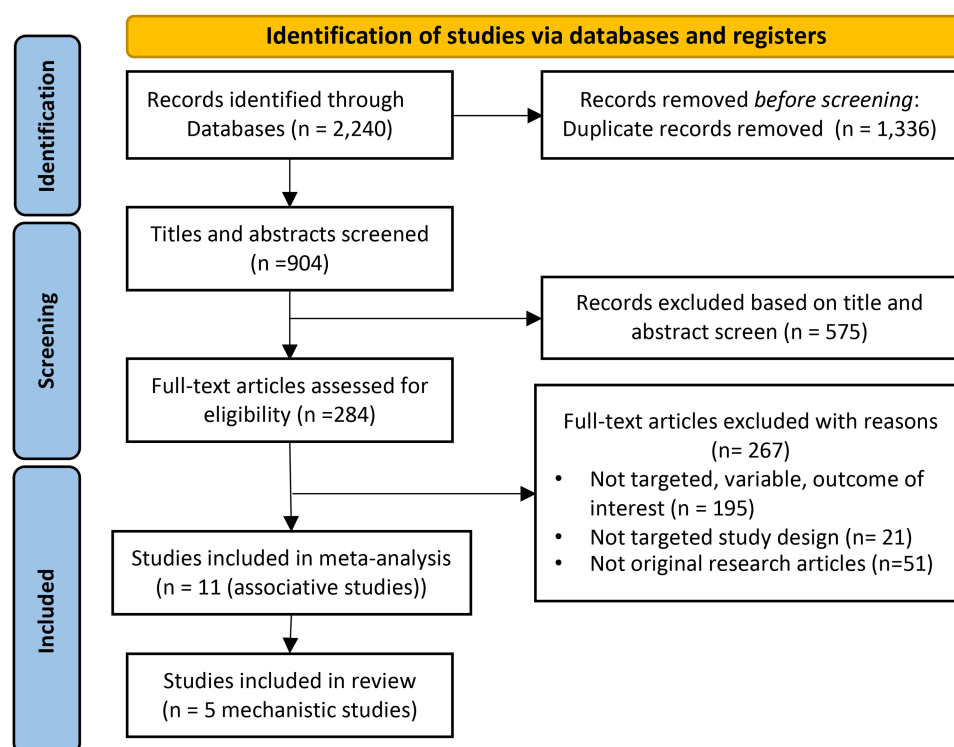 Identification of studies via databases and registers
Identification
Records identified through
Databases (n = 2,240)
Records removed before screening:
Duplicate records removed (n = 1,336)
Screening
Titles and abstracts screened
(n =904)
Records excluded based on title and
abstract screen (n = 575)
Full-text articles assessed for
eligibility (n =284)
Full-text articles excluded with reasons
(n= 267)
• Not targeted, variable, outcome of
interest (n = 195)
• Not targeted study design (n= 21)
• Not original research articles (n=51)
Included
Studies included in meta-analysis
(n = 11 (associative studies))
Studies included in review
(n = 5 mechanistic studies)